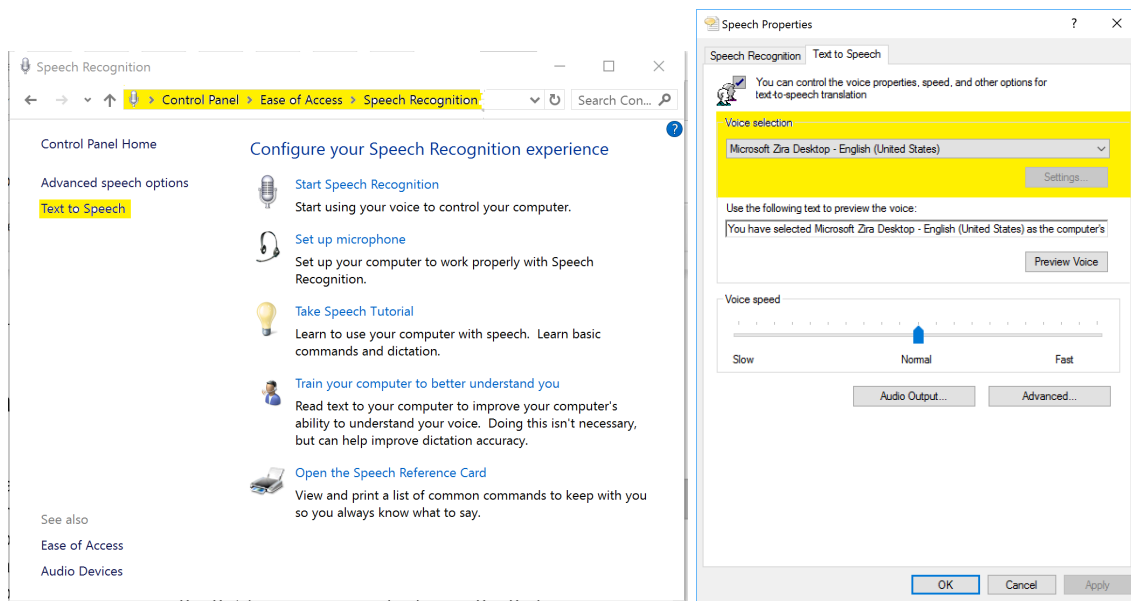 Speech Recognition
Control Panel > Ease of Access > Speech Recognition
Search Con...
?
Control Panel Home
Advanced speech options
Text to Speech
Configure your Speech Recognition experience
Start Speech Recognition
Start using your voice to control your computer.
Set up microphone
Set up your computer to work properly with Speech
Recognition.
Take Speech Tutorial
Learn to use your computer with speech. Learn basic
commands and dictation.
Train your computer to better understand you
Read text to your computer to improve your computer's
ability to understand your voice. Doing this isn't necessary,
but can help improve dictation accuracy.
Open the Speech Reference Card
View and print a list of common commands to keep with you
so you always know what to say.
See also
Ease of Access
Audio Devices
Speech Properties
?
Speech Recognition
Text to Speech
You can control the voice properties, speed, and other options for
text-to-speech translation
Voice selection
Microsoft Zira Desktop - English (United States)
Settings...
Use the following text to preview the voice:
You have selected Microsoft Zira Desktop - English (United States) as the computer's
Preview Voice
Voice speed
Slow Normal Fast
Audio Output... Advanced...
OK Cancel Apply